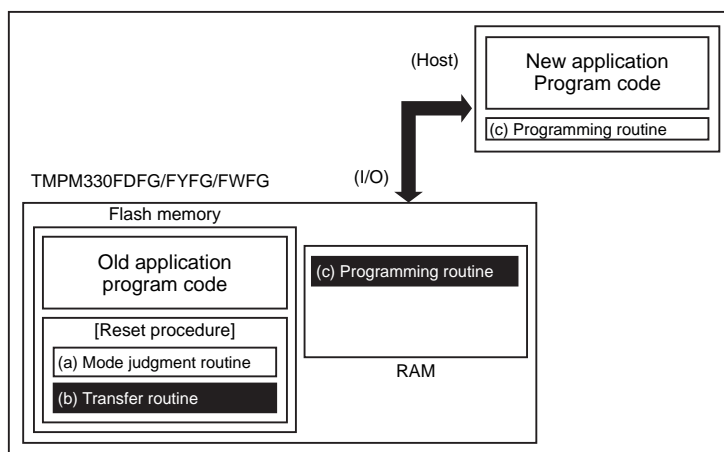 (Host)
New application
Program code
(c) Programming routine
(I/O)
TMPM330FDFG/FYFG/FWFG
Flash memory
Old application
program code
[Reset procedure]
(a) Mode judgment routine
(b) Transfer routine
(c) Programming routine
RAM